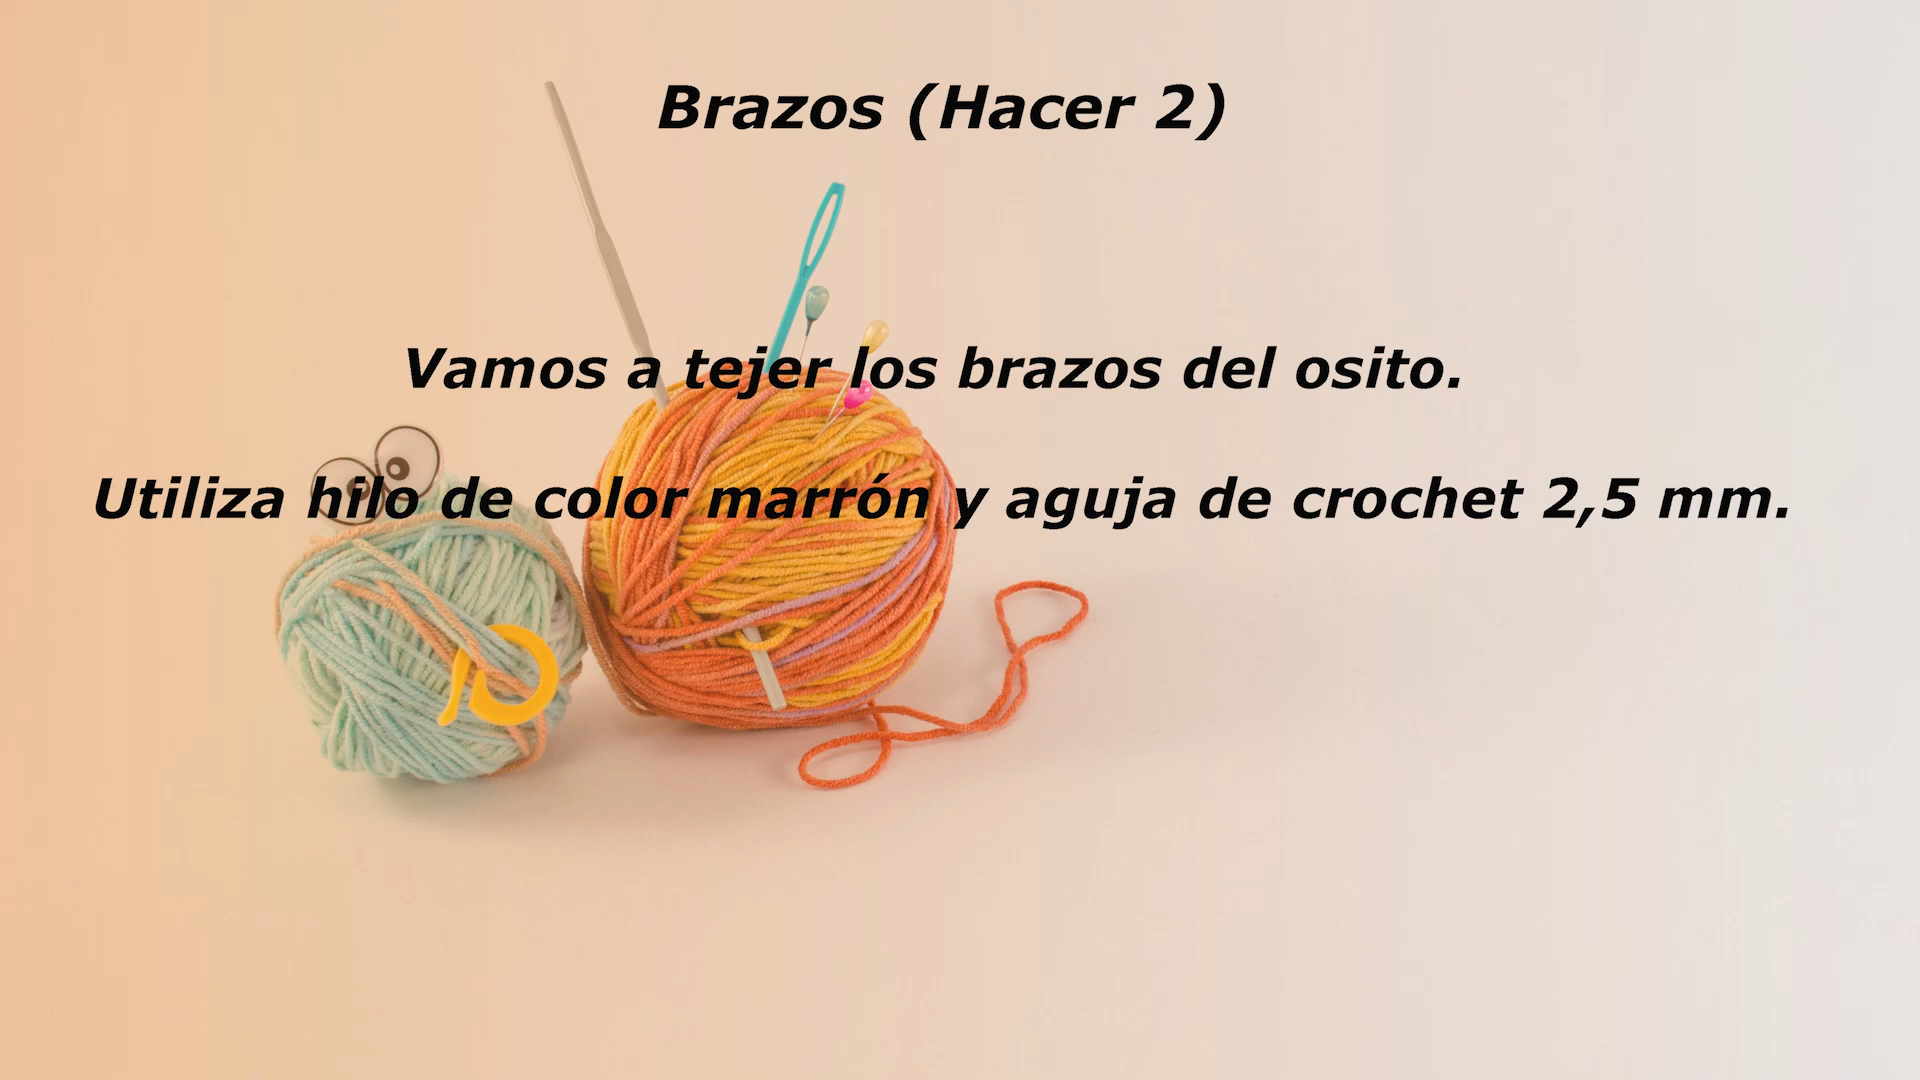 Brazos (Hacer 2)
Vamos a tejer los brazos del osito.
Utiliza hilo de color marrón y aguja de crochet 2,5 mm.